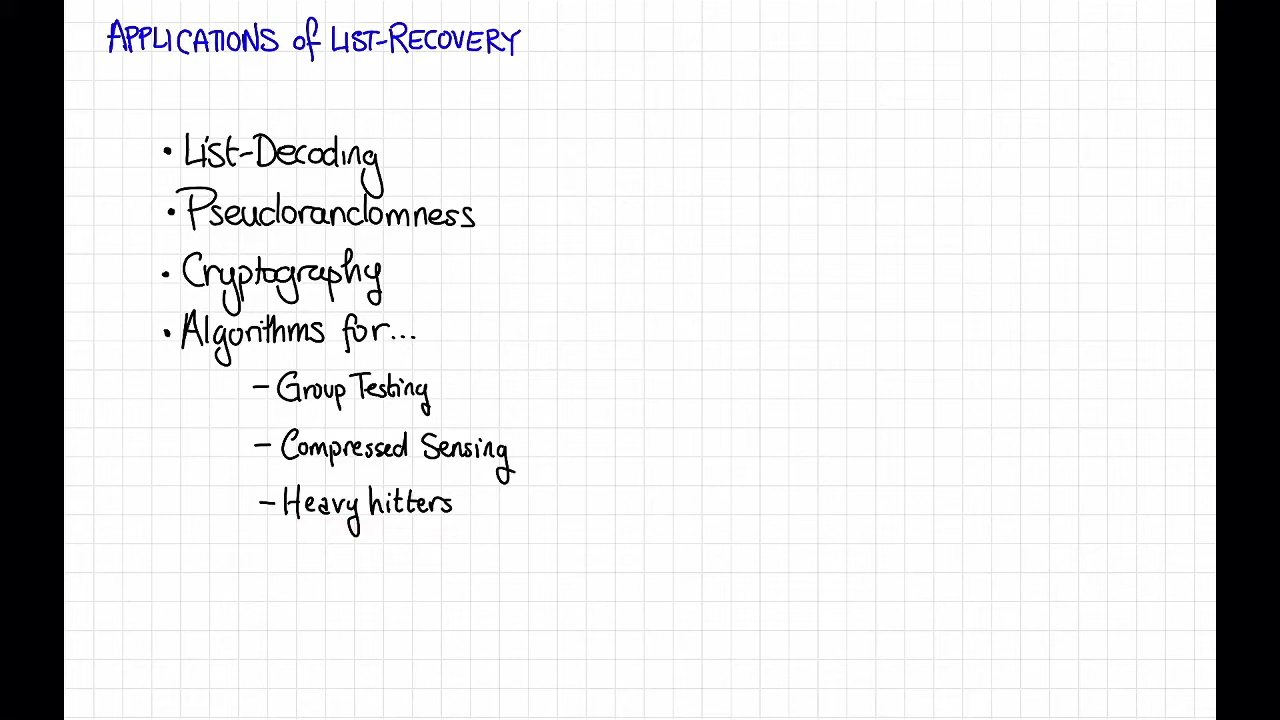 APPLICATIONS of LIST-RECOVERY
• List-Decoding
• Pseudorandomness
• Cryptography
• Algorithms for...
- Group Testing
- Compressed Sensing
- Heavy hitters